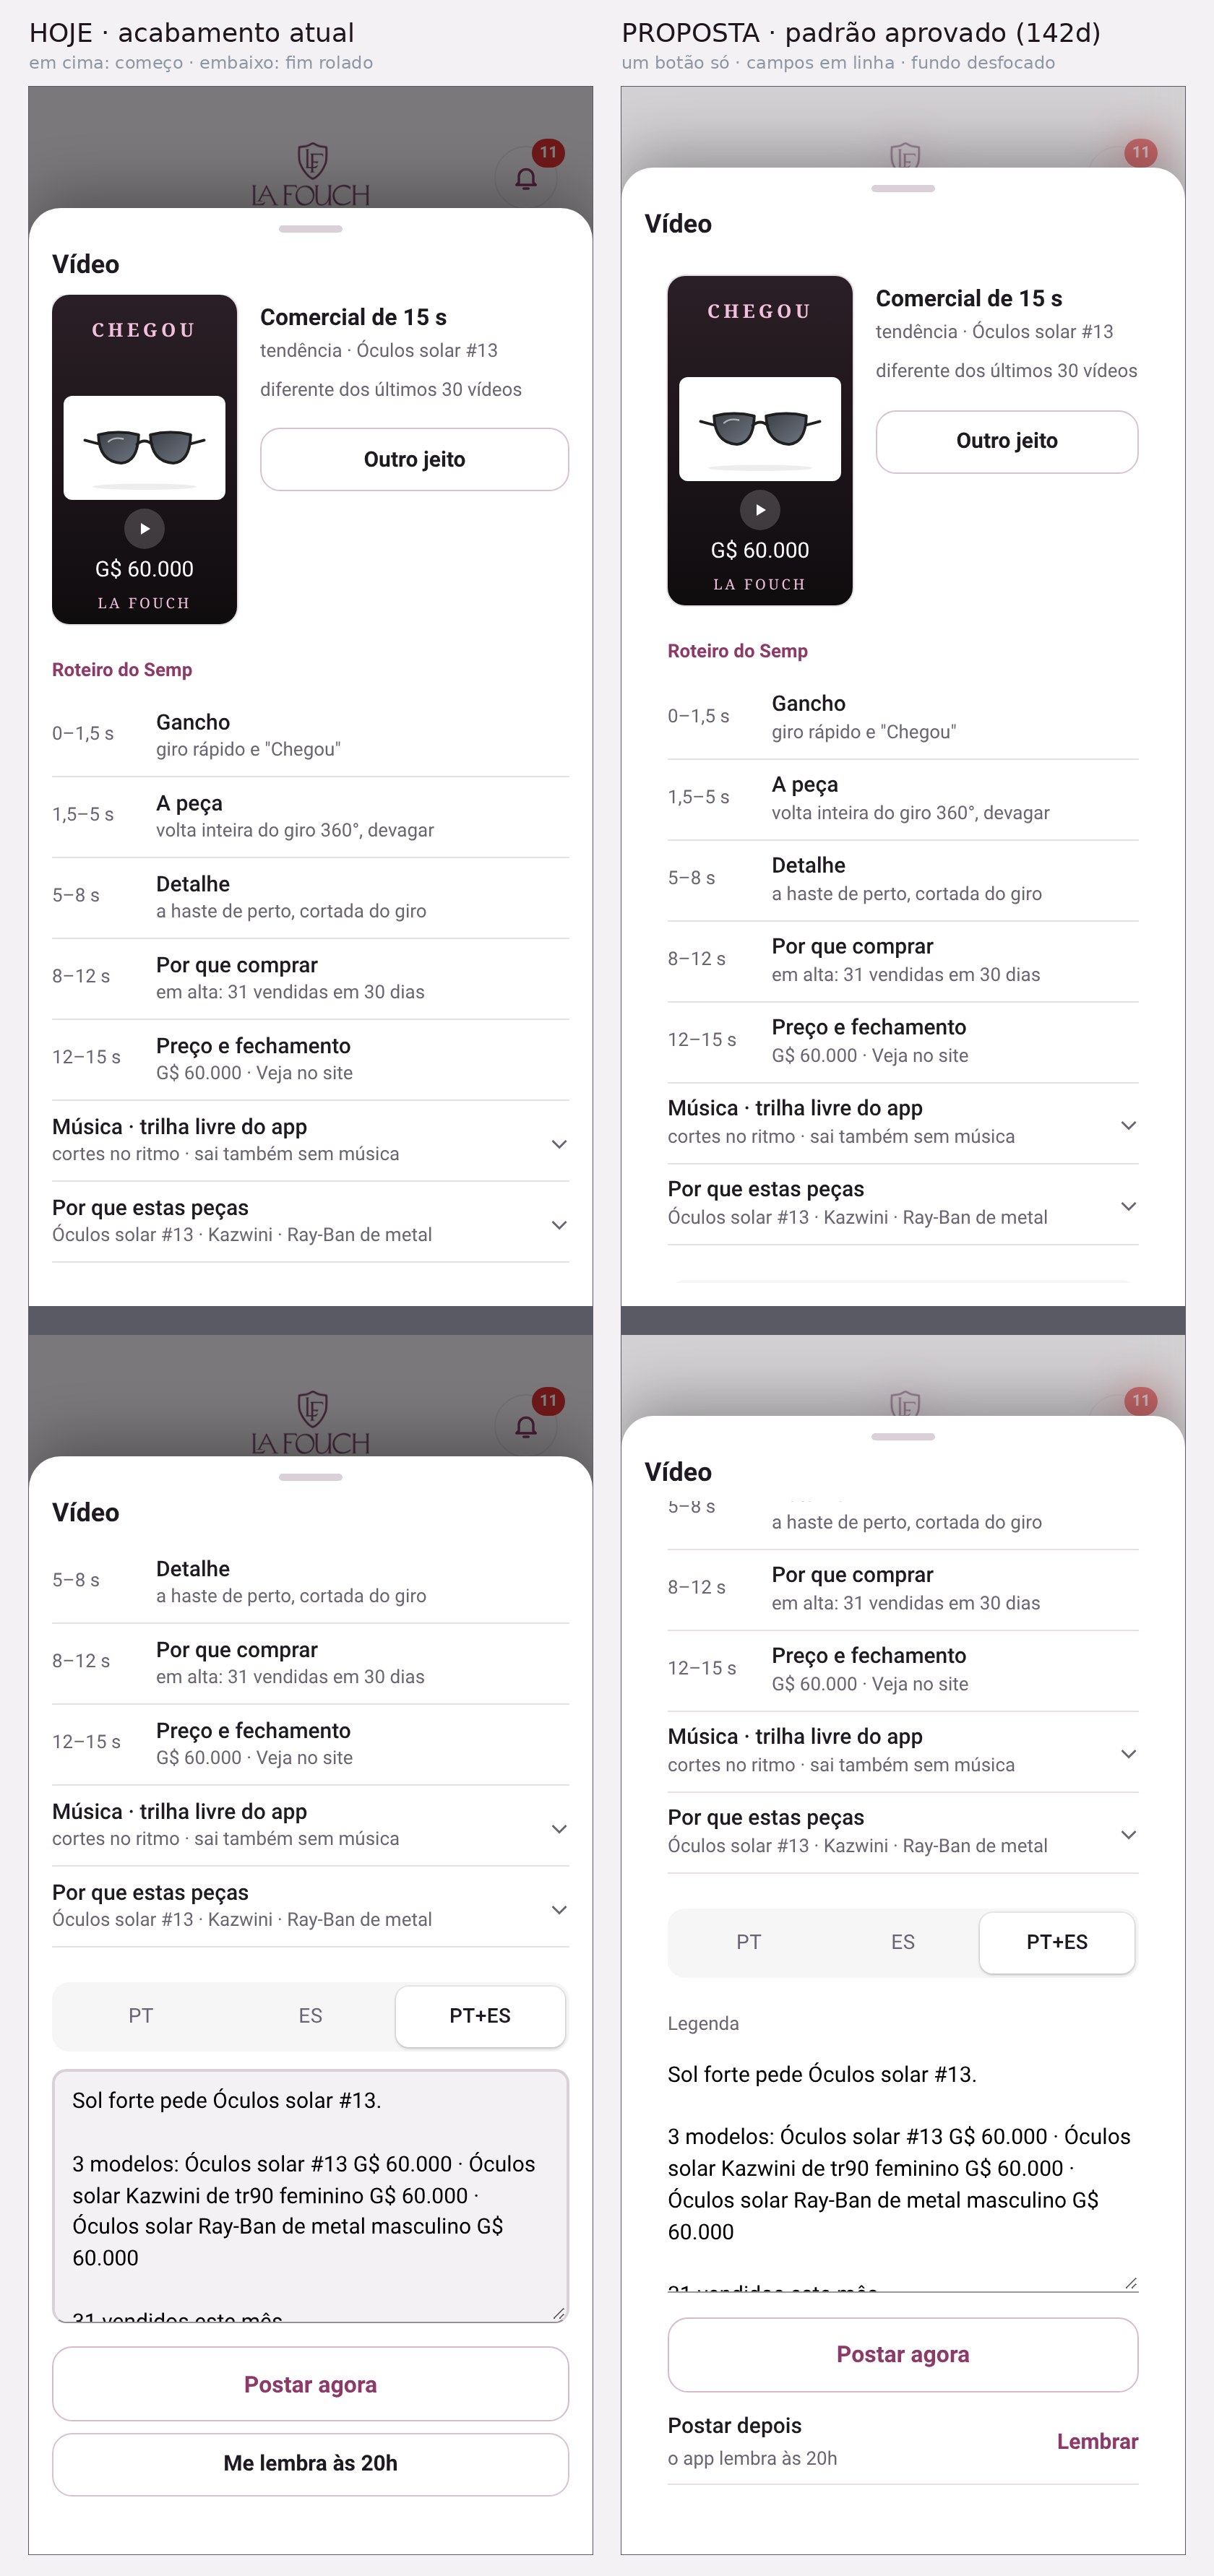 HOJE · acabamento atual
em cima: começo · embaixo: fim rolado
11
LA FOUCH
Vídeo
CHEGOU
G$ 60.000
LA FOUCH
Comercial de 15 s
tendência · Óculos solar #13
diferente dos últimos 30 vídeos
Outro jeito
Roteiro do Semp
0–1,5 s
Gancho
giro rápido e "Chegou"
1,5–5 s
A peça
volta inteira do giro 360°, devagar
5–8 s
Detalhe
a haste de perto, cortada do giro
8–12 s
Por que comprar
em alta: 31 vendidas em 30 dias
12–15 s
Preço e fechamento
G$ 60.000 · Veja no site
Música · trilha livre do app
cortes no ritmo · sai também sem música
Por que estas peças
Óculos solar #13 · Kazwini · Ray-Ban de metal
11
LA FOUCH
Vídeo
5–8 s
Detalhe
a haste de perto, cortada do giro
8–12 s
Por que comprar
em alta: 31 vendidas em 30 dias
12–15 s
Preço e fechamento
G$ 60.000 · Veja no site
Música · trilha livre do app
cortes no ritmo · sai também sem música
Por que estas peças
Óculos solar #13 · Kazwini · Ray-Ban de metal
PT
ES
PT+ES
Sol forte pede Óculos solar #13.
3 modelos: Óculos solar #13 G$ 60.000 · Óculos
solar Kazwini de tr90 feminino G$ 60.000 ·
Óculos solar Ray-Ban de metal masculino G$
60.000
31 vendidos este mês
Postar agora
Me lembra às 20h
PROPOSTA · padrão aprovado (142d)
um botão só · campos em linha · fundo desfocado
11
Vídeo
CHEGOU
G$ 60.000
LA FOUCH
Comercial de 15 s
tendência · Óculos solar #13
diferente dos últimos 30 vídeos
Outro jeito
Roteiro do Semp
0–1,5 s
Gancho
giro rápido e "Chegou"
1,5–5 s
A peça
volta inteira do giro 360°, devagar
5–8 s
Detalhe
a haste de perto, cortada do giro
8–12 s
Por que comprar
em alta: 31 vendidas em 30 dias
12–15 s
Preço e fechamento
G$ 60.000 · Veja no site
Música · trilha livre do app
cortes no ritmo · sai também sem música
Por que estas peças
Óculos solar #13 · Kazwini · Ray-Ban de metal
11
Vídeo
5–8 s
a haste de perto, cortada do giro
8–12 s
Por que comprar
em alta: 31 vendidas em 30 dias
12–15 s
Preço e fechamento
G$ 60.000 · Veja no site
Música · trilha livre do app
cortes no ritmo · sai também sem música
Por que estas peças
Óculos solar #13 · Kazwini · Ray-Ban de metal
PT
ES
PT+ES
Legenda
Sol forte pede Óculos solar #13.
3 modelos: Óculos solar #13 G$ 60.000 · Óculos
solar Kazwini de tr90 feminino G$ 60.000 ·
Óculos solar Ray-Ban de metal masculino G$
60.000
Postar agora
Postar depois
o app lembra às 20h
Lembrar